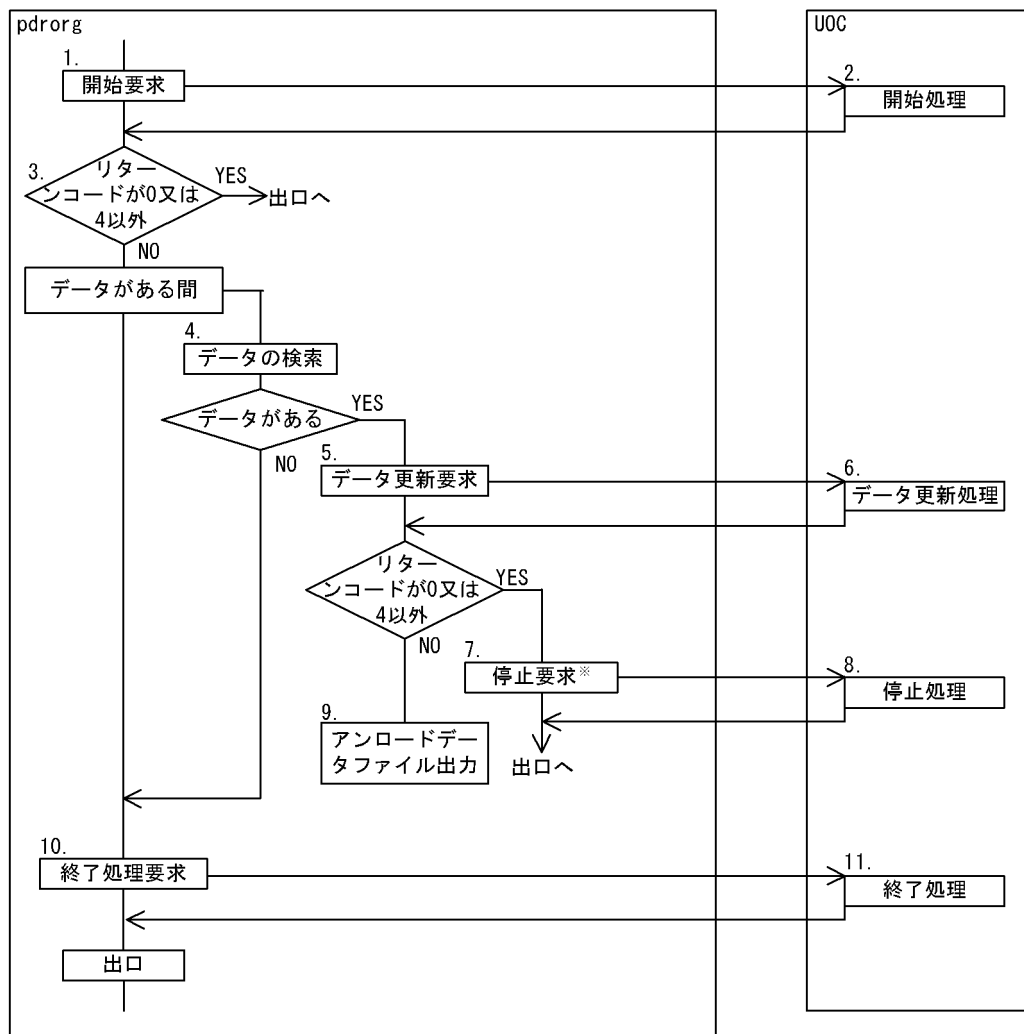 pdrorg
UOC
1.
開始要求
2.
開始処理
3.
リター
ンコードが0又は
4以外
YES
出口へ
NO
データがある間
4.
データの検索
データがある
YES
NO
5.
データ更新要求
6.
データ更新処理
リター
ンコードが0又は
4以外
YES
NO
7.
停止要求※
8.
停止処理
9.
アンロードデー
タファイル出力
出口へ
10.
終了処理要求
11.
終了処理
出口